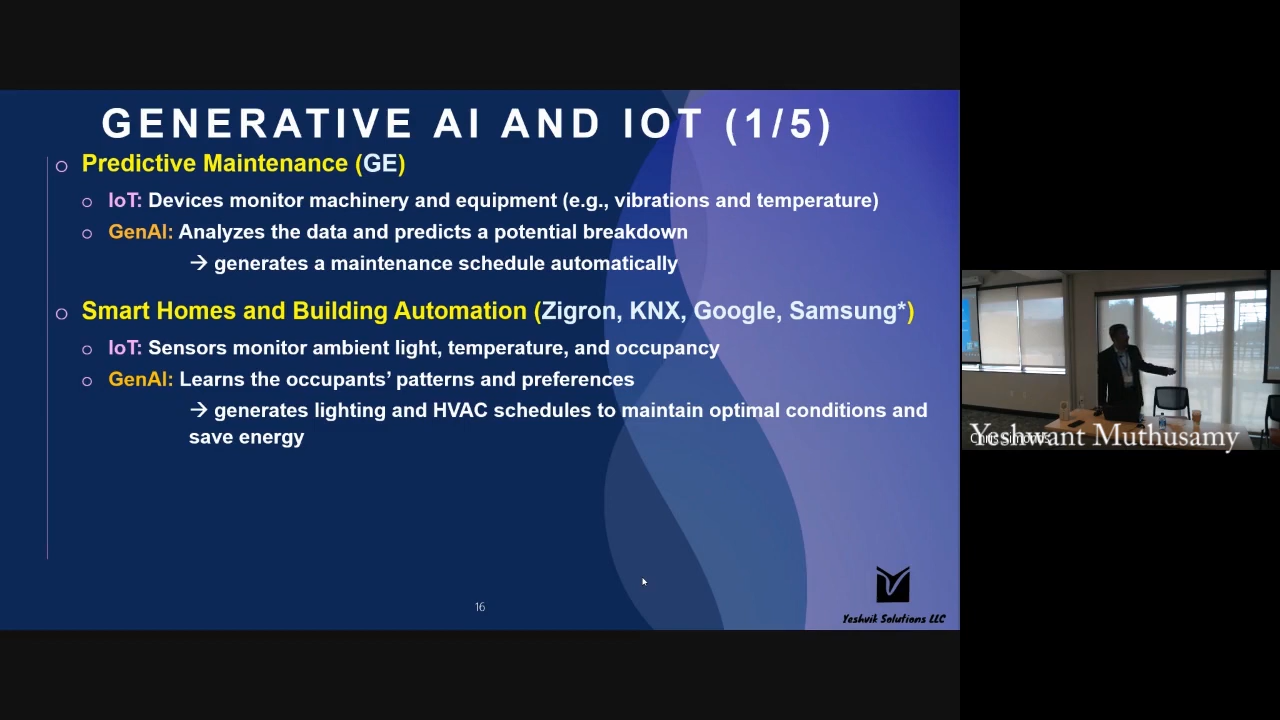 GENERATIVE AI AND IOT (1/5)
Predictive Maintenance (GE)
IoT: Devices monitor machinery and equipment (e.g., vibrations and temperature)
GenAI: Analyzes the data and predicts a potential breakdown
→ generates a maintenance schedule automatically
Smart Homes and Building Automation (Zigron, KNX, Google, Samsung*)
IoT: Sensors monitor ambient light, temperature, and occupancy
GenAI: Learns the occupants’ patterns and preferences
→ generates lighting and HVAC schedules to maintain optimal conditions and
save energy
16
Yeshvik Solutions LLC
Yeshwant Muthusamy